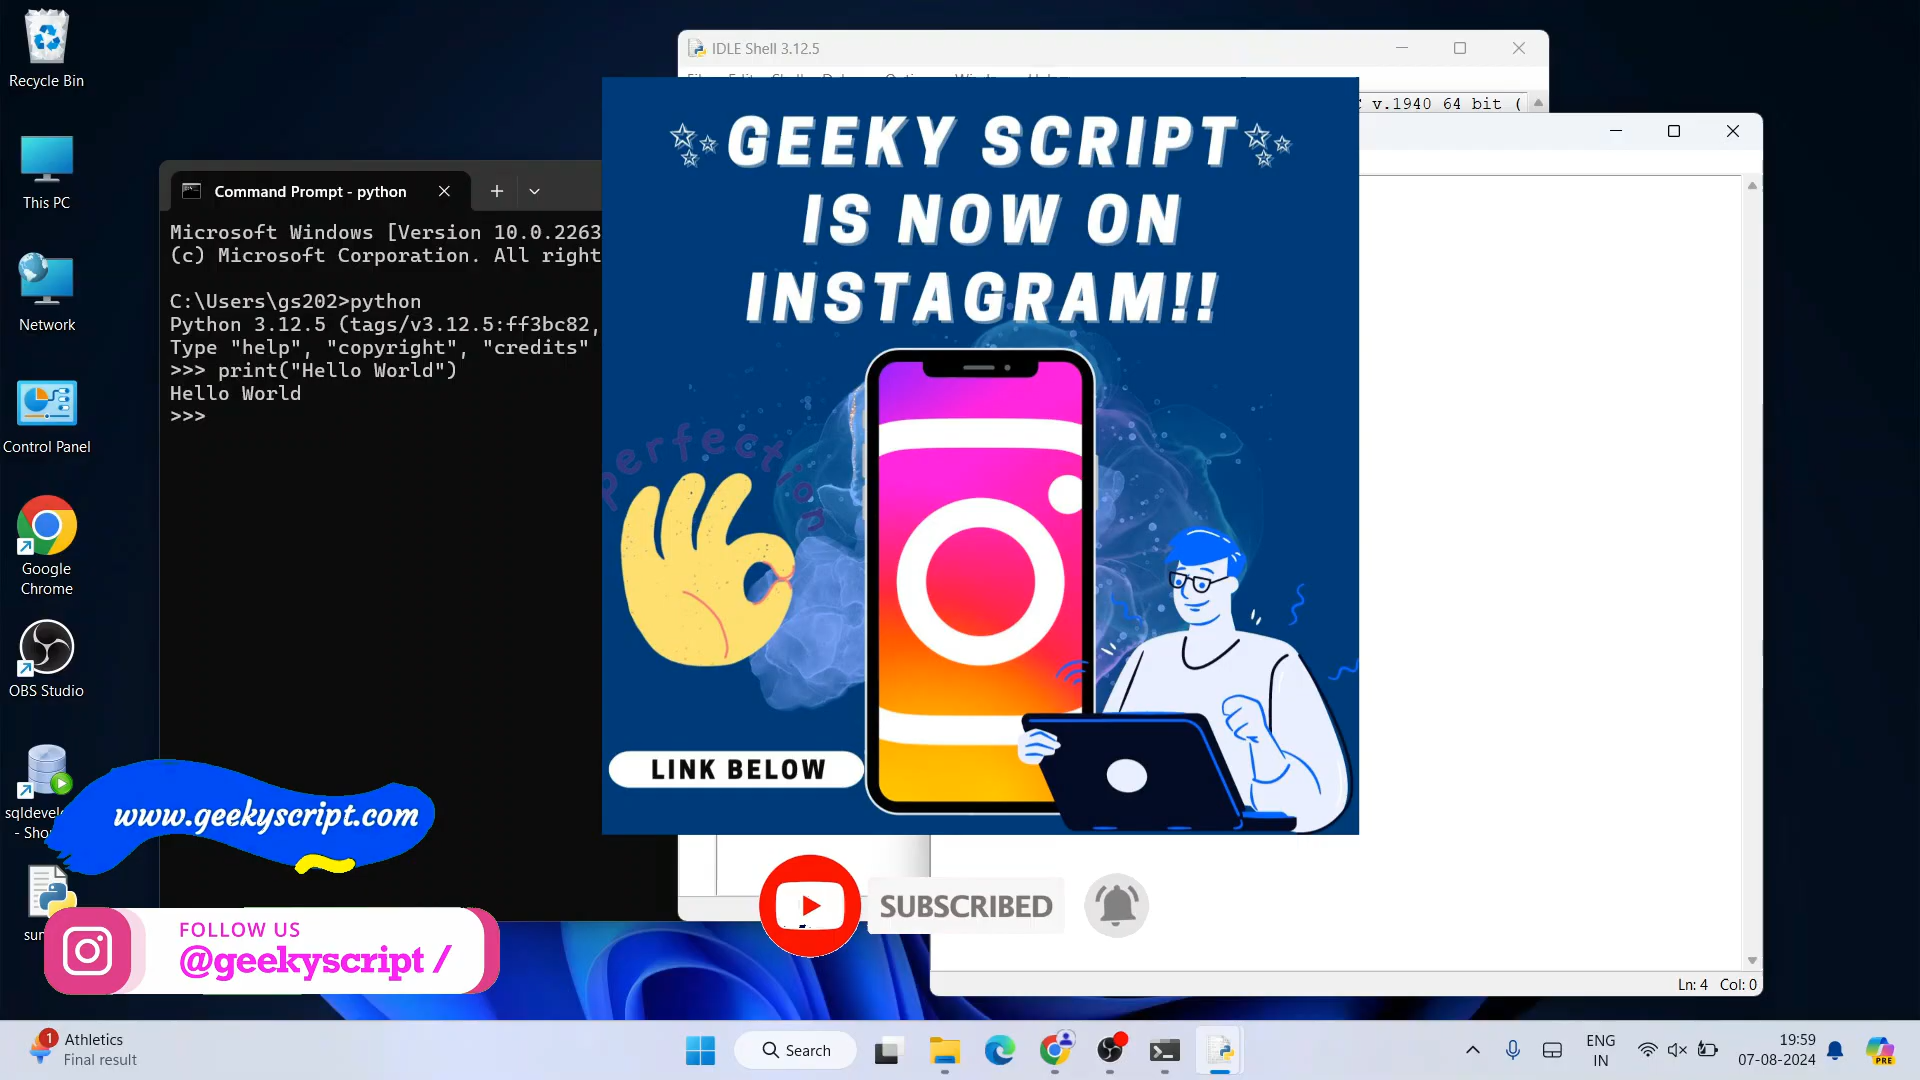 Recycle Bin
This PC
Network
Control Panel
Google
Chrome
OBS Studio
IDLE Shell 3.12.5
v.1940 64 bit (
Command Prompt - python
Microsoft Windows [Version 10.0.2263
(c) Microsoft Corporation. All right
C:\Users\gs202>python
Python 3.12.5 (tags/v3.12.5:ff3bc82,
Type "help", "copyright", "credits"
>>> print("Hello World")
Hello World
>>>
GEEKY SCRIPT
IS NOW ON
INSTAGRAM!!
perfection
LINK BELOW
www.geekyscript.com
FOLLOW US
@geekyscript /
SUBSCRIBED
Ln: 4 Col: 0
1
Athletics
Final result
Search
ENG
IN
19:59
07-08-2024
PRE